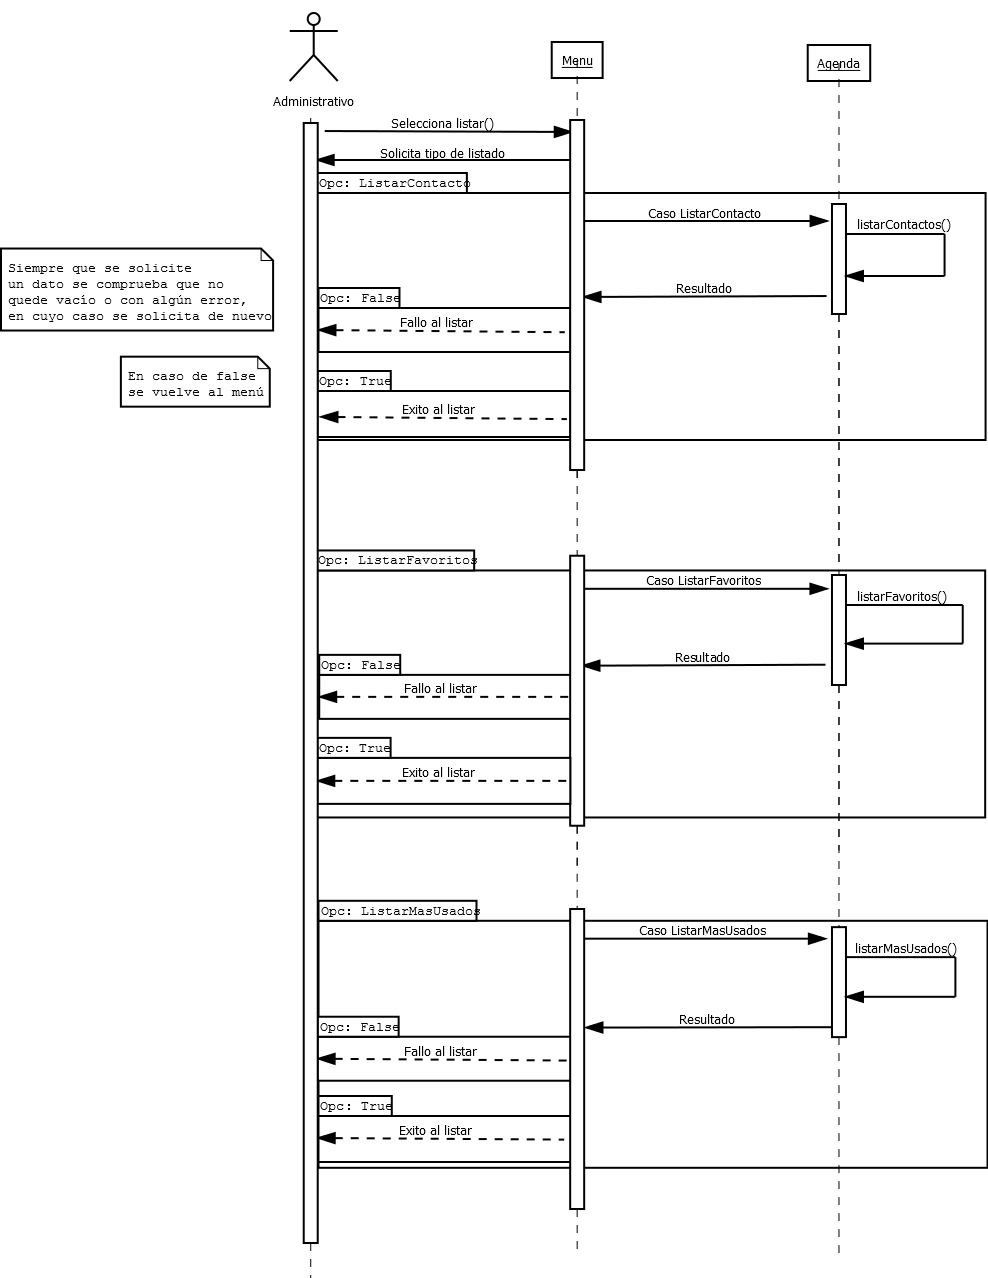 Menu
Agenda
Administrativo
Selecciona listar()
Solicita tipo de listado
Opc: ListarContacto
Caso ListarContacto
listarContactos()
Siempre que se solicite
un dato se comprueba que no
quede vacío o con algún error,
en cuyo caso se solicita de nuevo
Resultado
Opc: False
Fallo al listar
En caso de false
se vuelve al menú
Opc: True
Exito al listar
Opc: ListarFavoritos
Caso ListarFavoritos
listarFavoritos()
Resultado
Opc: False
Fallo al listar
Opc: True
Exito al listar
Opc: ListarMasUsados
Caso ListarMasUsados
listarMasUsados()
Resultado
Opc: False
Fallo al listar
Opc: True
Exito al listar